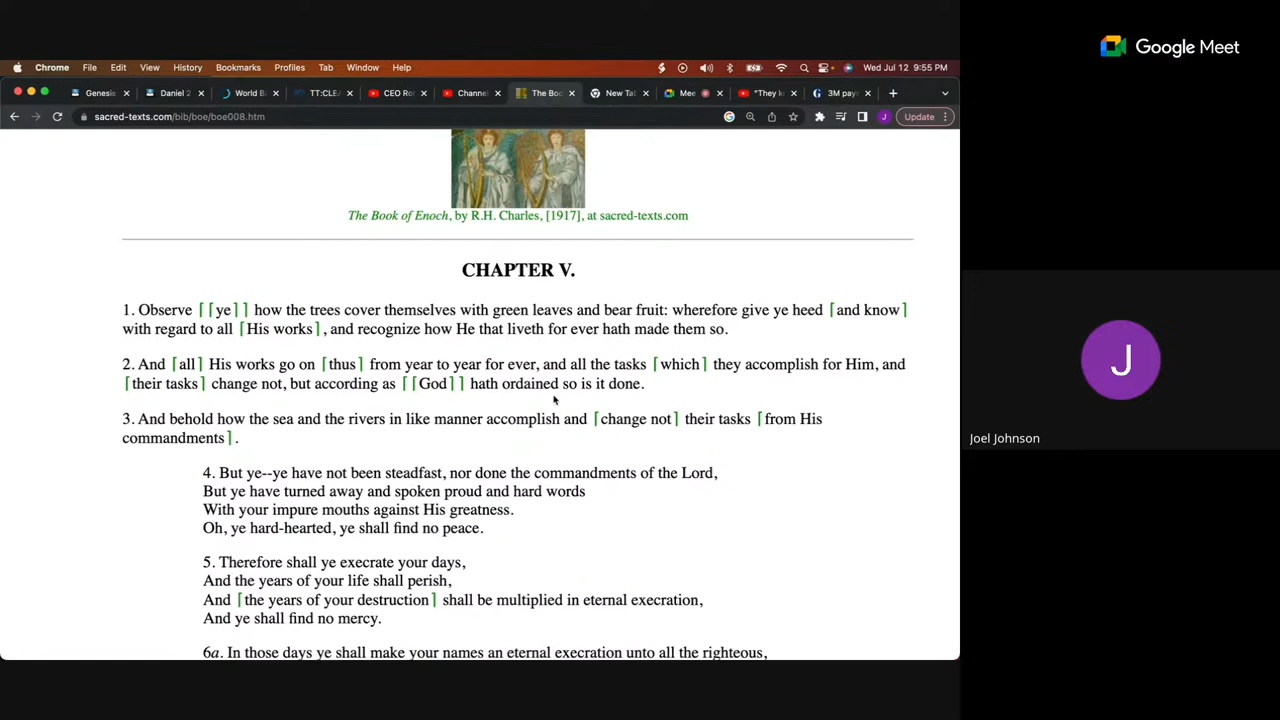 Google Meet
Chrome File Edit View History Bookmarks Profiles Tab Window Help Wed Jul 12 9:55 PM
Genesis Daniel 2 World B TT:CLEA CEO Ro Channel The Boo New Tab Mee "They k 3M pays
sacred-texts.com/bib/boe/boe008.htm J Update
The Book of Enoch, by R.H. Charles, [1917], at sacred-texts.com
CHAPTER V.
1. Observe ⌈⌈ye⌉⌉ how the trees cover themselves with green leaves and bear fruit: wherefore give ye heed ⌈and know⌉
with regard to all ⌈His works⌉, and recognize how He that liveth for ever hath made them so.
2. And ⌈all⌉ His works go on ⌈thus⌉ from year to year for ever, and all the tasks ⌈which⌉ they accomplish for Him, and
⌈their tasks⌉ change not, but according as ⌈⌈God⌉⌉ hath ordained so is it done.
3. And behold how the sea and the rivers in like manner accomplish and ⌈change not⌉ their tasks ⌈from His
commandments⌉.
4. But ye--ye have not been steadfast, nor done the commandments of the Lord,
But ye have turned away and spoken proud and hard words
With your impure mouths against His greatness.
Oh, ye hard-hearted, ye shall find no peace.
5. Therefore shall ye execrate your days,
And the years of your life shall perish,
And ⌈the years of your destruction⌉ shall be multiplied in eternal execration,
And ye shall find no mercy.
6a. In those days ye shall make your names an eternal execration unto all the righteous,
J
Joel Johnson